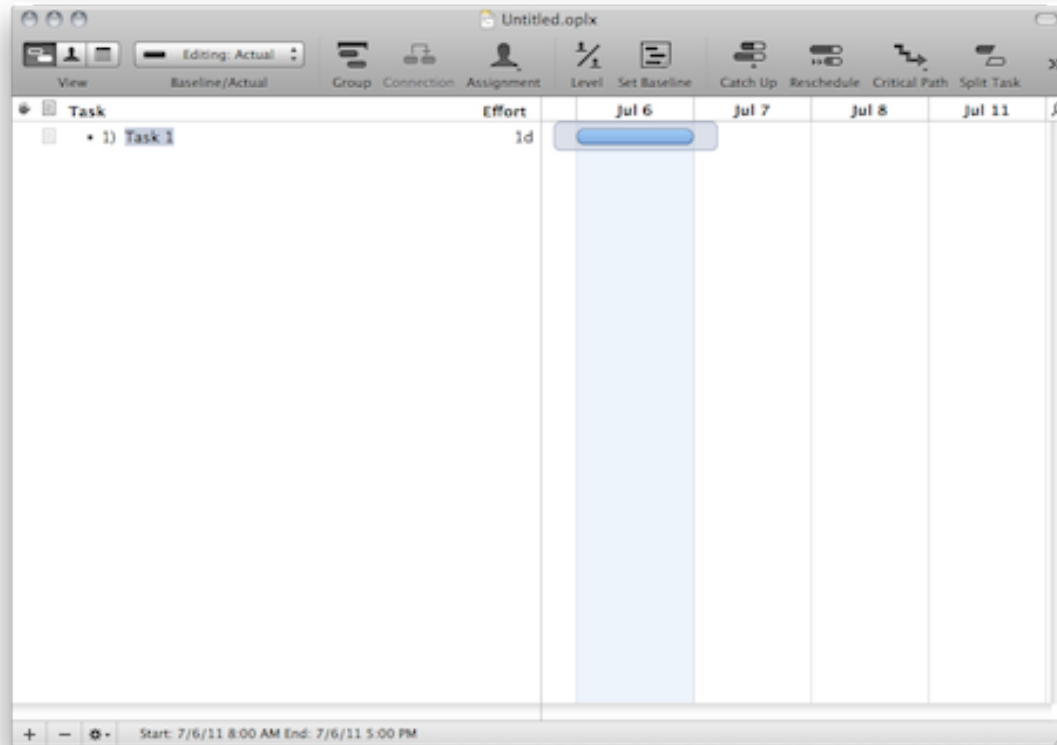 Untitled.oplx
Editing: Actual
View Baseline/Actual Group Connection Assignment Level Set Baseline Catch Up Reschedule Critical Path Split Task
Task Effort Jul 6 Jul 7 Jul 8 Jul 11
• 1) Task 1 1d
Start: 7/6/11 8:00 AM End: 7/6/11 5:00 PM